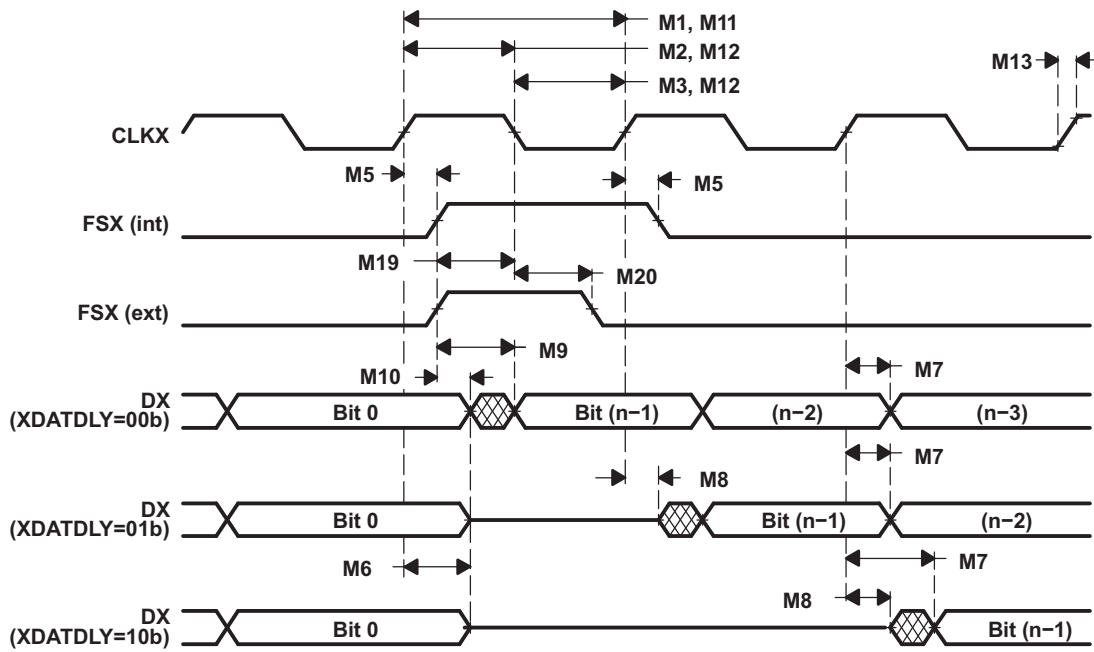 M1, M11
M2, M12
M13
M3, M12
CLKX
M5
M5
FSX (int)
M19
M20
FSX (ext)
M9
M10
M7
DX
(XDATDLY=00b)
Bit 0
Bit (n−1)
(n−2)
(n−3)
M7
M8
DX
(XDATDLY=01b)
Bit 0
Bit (n−1)
(n−2)
M6
M7
M8
DX
(XDATDLY=10b)
Bit 0
Bit (n−1)